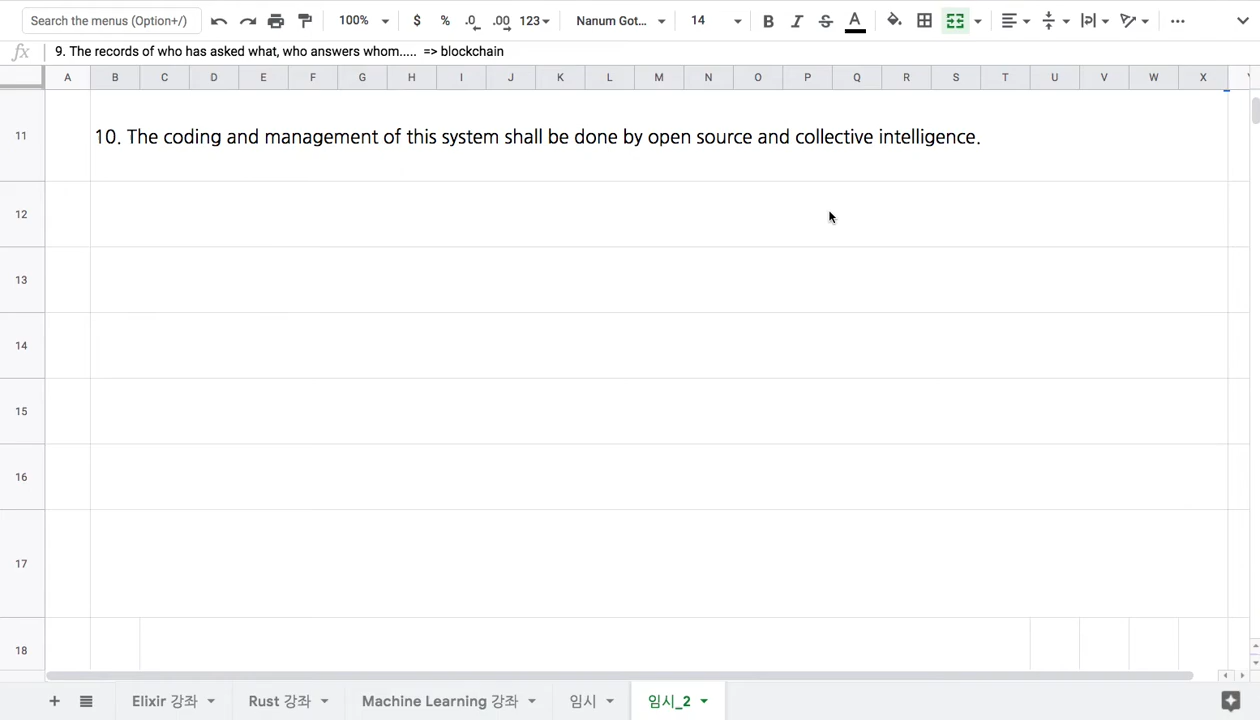 Search the menus (Option+/)
100%
$
%
.0
.00
123
Nanum Got...
14
B
I
S
A
fx
9. The records of who has asked what, who answers whom..... => blockchain
A B C D E F G H I J K L M N O P Q R S T U V W X
11
10. The coding and management of this system shall be done by open source and collective intelligence.
12
13
14
15
16
17
18
Elixir 강좌
Rust 강좌
Machine Learning 강좌
임시
임시_2